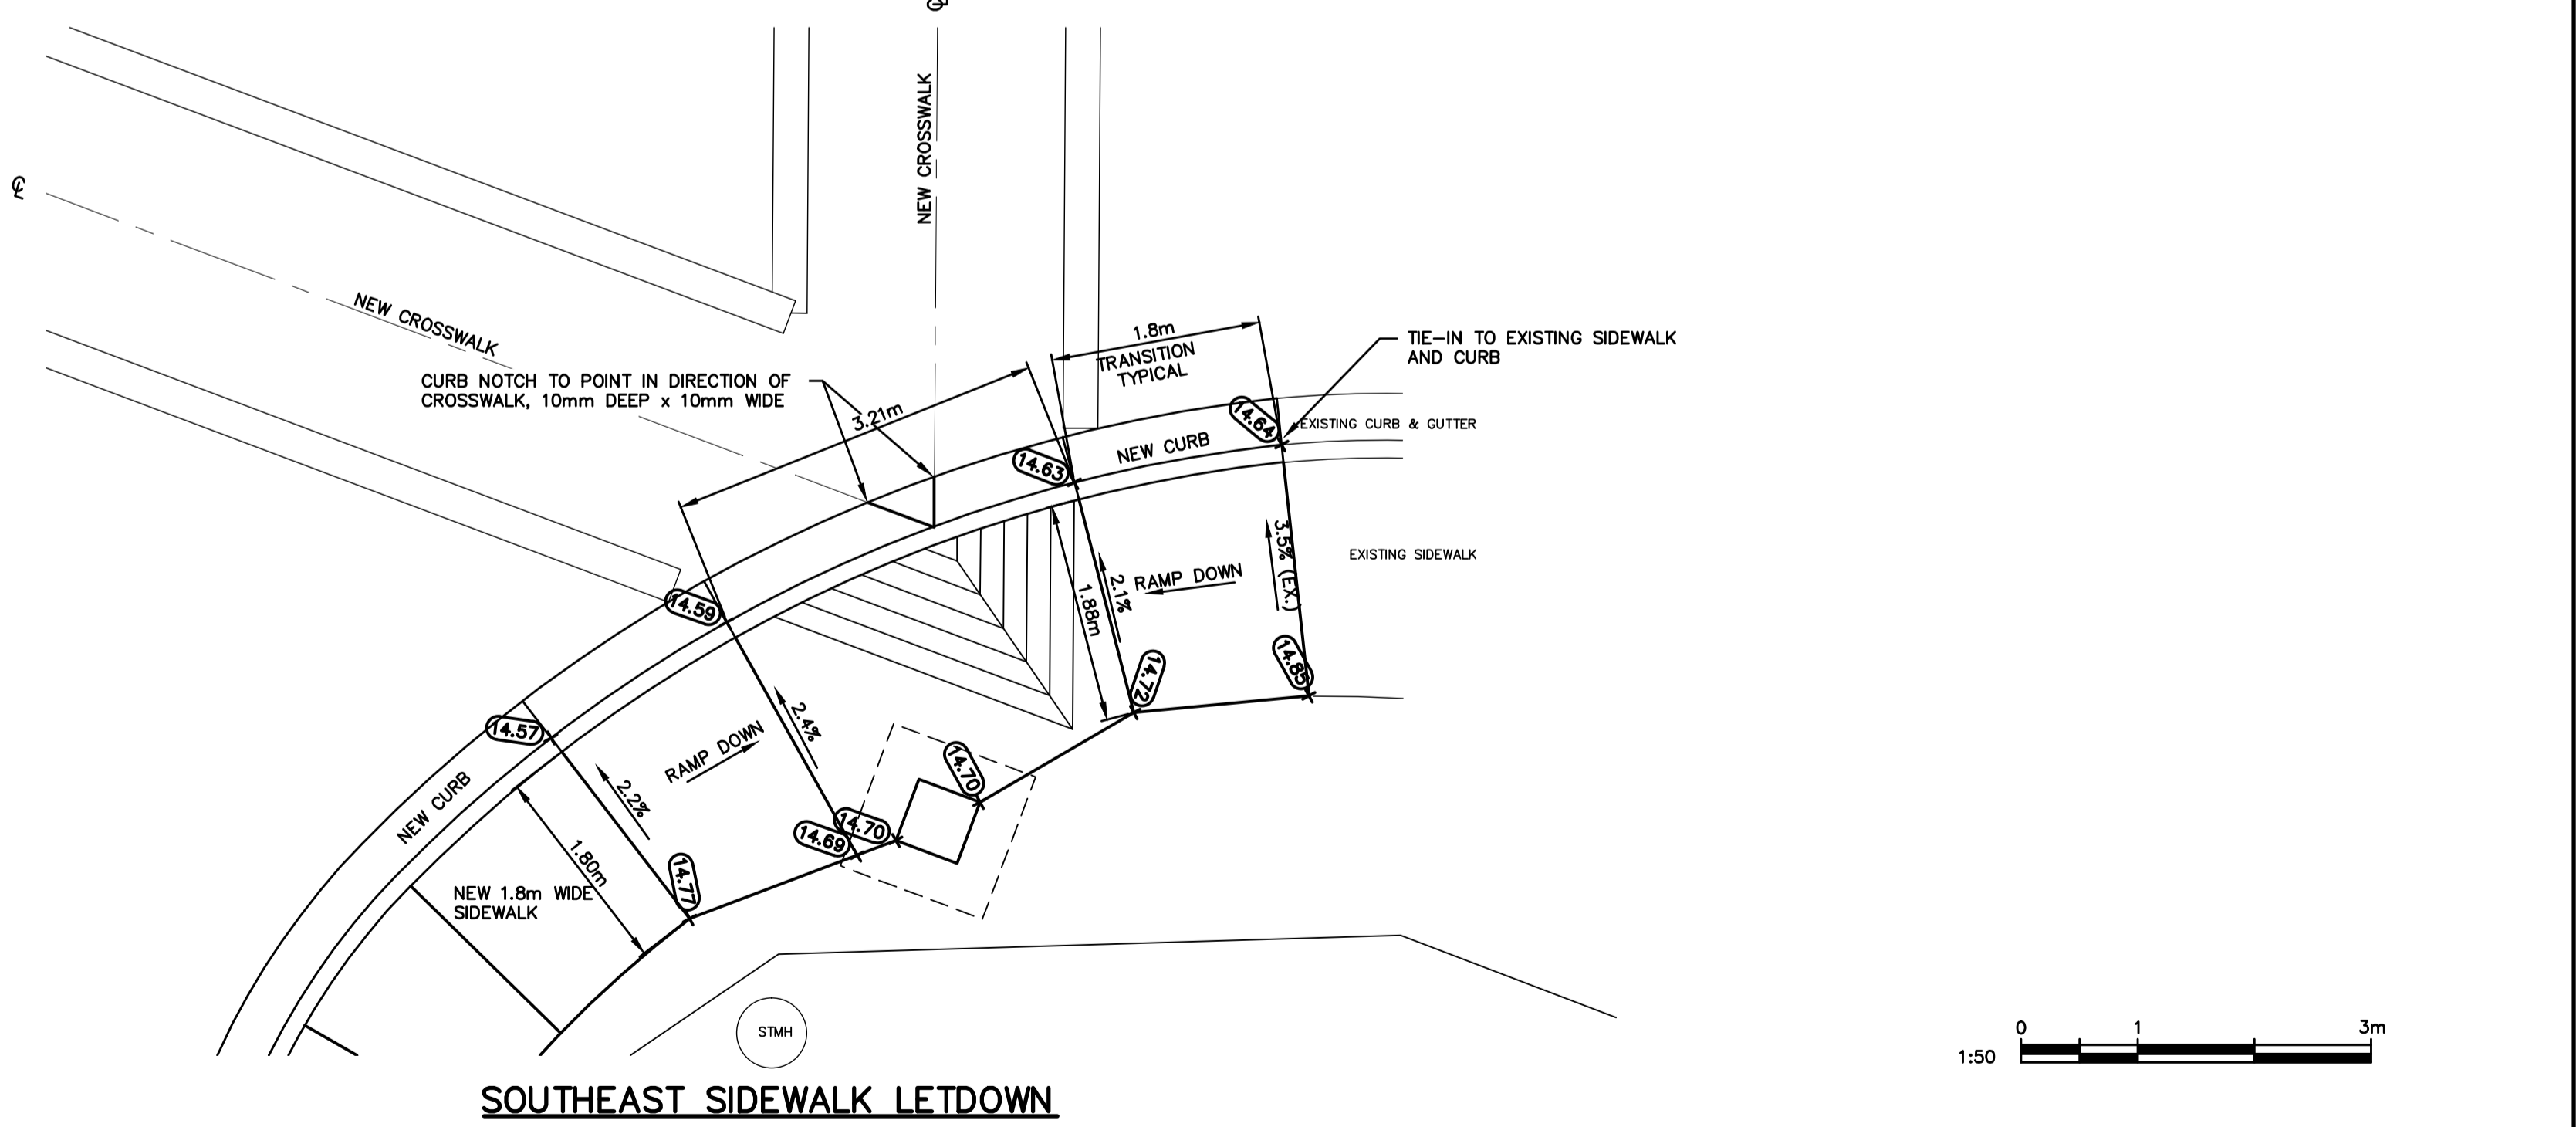 NEW CROSSWALK
NEW CROSSWALK
CURB NOTCH TO POINT IN DIRECTION OF
CROSSWALK, 10mm DEEP x 10mm WIDE
3.21m
1.8m
TRANSITION
TYPICAL
TIE-IN TO EXISTING SIDEWALK
AND CURB
14.64
EXISTING CURB & GUTTER
14.63
NEW CURB
EXISTING SIDEWALK
3.5% (EX.)
RAMP DOWN
2.1%
1.88m
14.59
14.72
14.85
14.57
2.4%
RAMP DOWN
2.2%
14.70
14.70
14.69
NEW CURB
1.80m
14.77
NEW 1.8m WIDE
SIDEWALK
STMH
0 1 3m
1:50
SOUTHEAST SIDEWALK LETDOWN